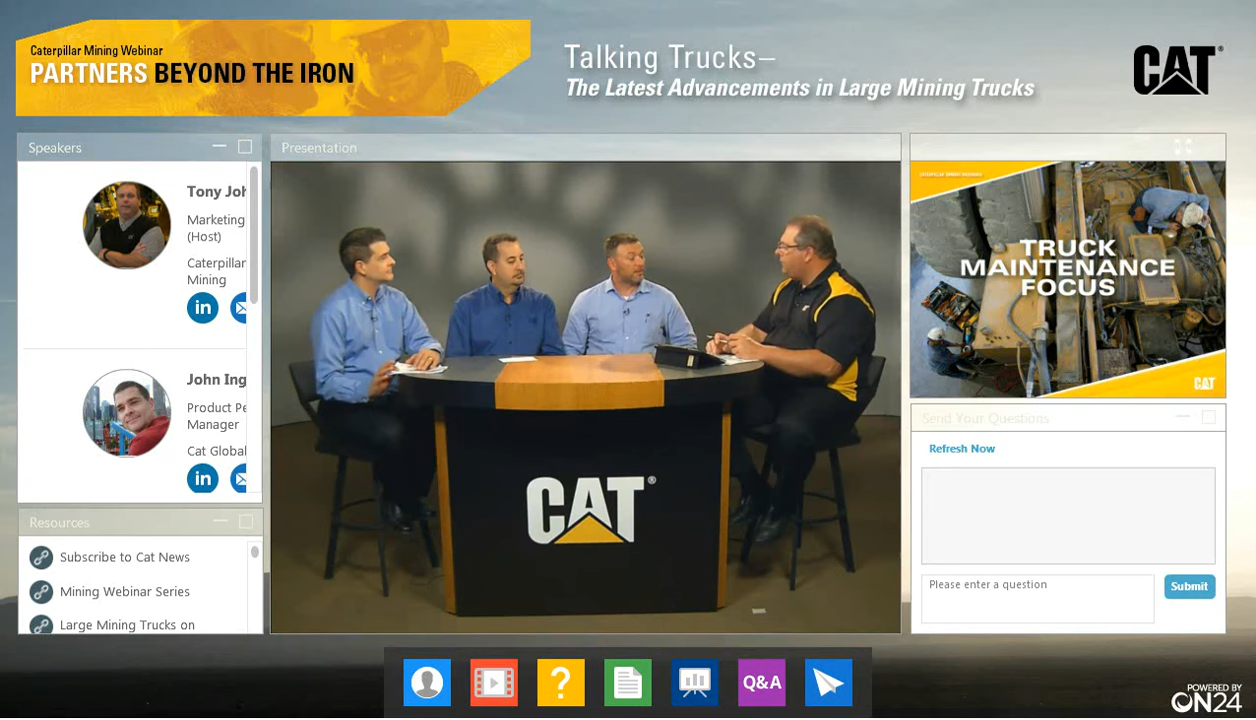 Caterpillar Mining Webinar
PARTNERS BEYOND THE IRON
Talking Trucks–
The Latest Advancements in Large Mining Trucks
CAT®
Speakers
Tony Joh
Marketing
(Host)
Caterpillar
Mining
in
John Ing
Product Pe
Manager
Cat Global
in
Resources
Subscribe to Cat News
Mining Webinar Series
Large Mining Trucks on
Presentation
CAT®
TRUCK
MAINTENANCE
FOCUS
CAT
Send Your Questions
Refresh Now
Please enter a question
Submit
?
Q&A
POWERED BY
ON24